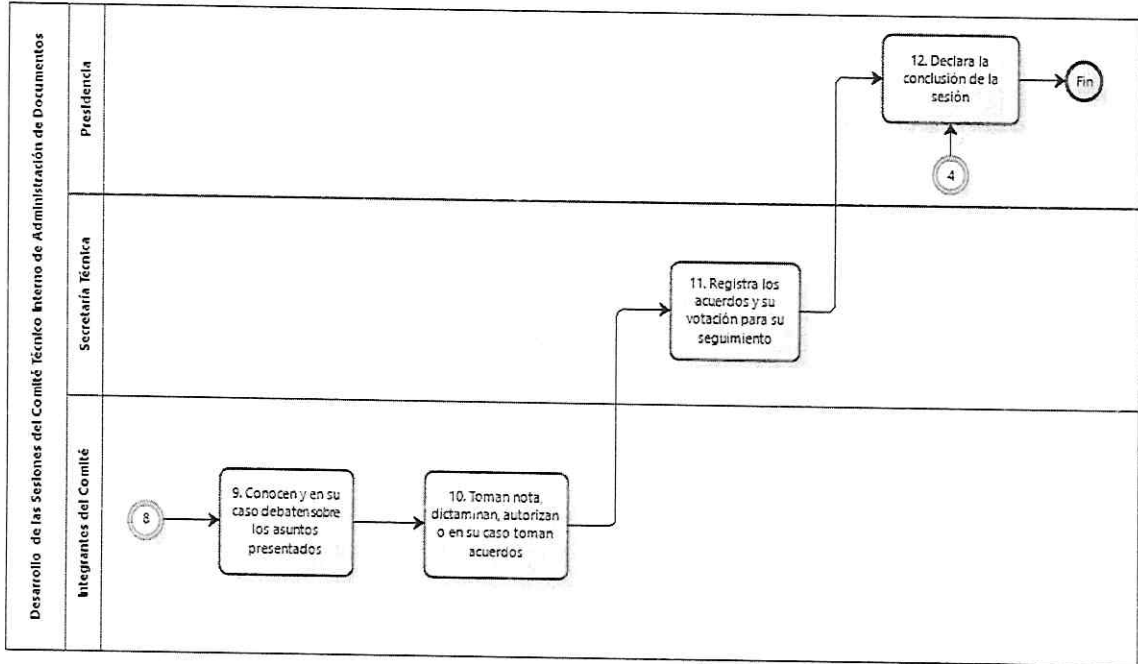 Desarrollo de las Sesiones del Comité Técnico Interno de Administración de Documentos
Presidencia
12. Declara la
conclusión de la
sesión
Fin
4
Secretaría Técnica
11. Registra los
acuerdos y su
votación para su
seguimiento
Integrantes del Comité
8
9. Conocen y en su
caso debaten sobre
los asuntos
presentados
10. Toman nota,
dictaminan, autorizan
o en su caso toman
acuerdos